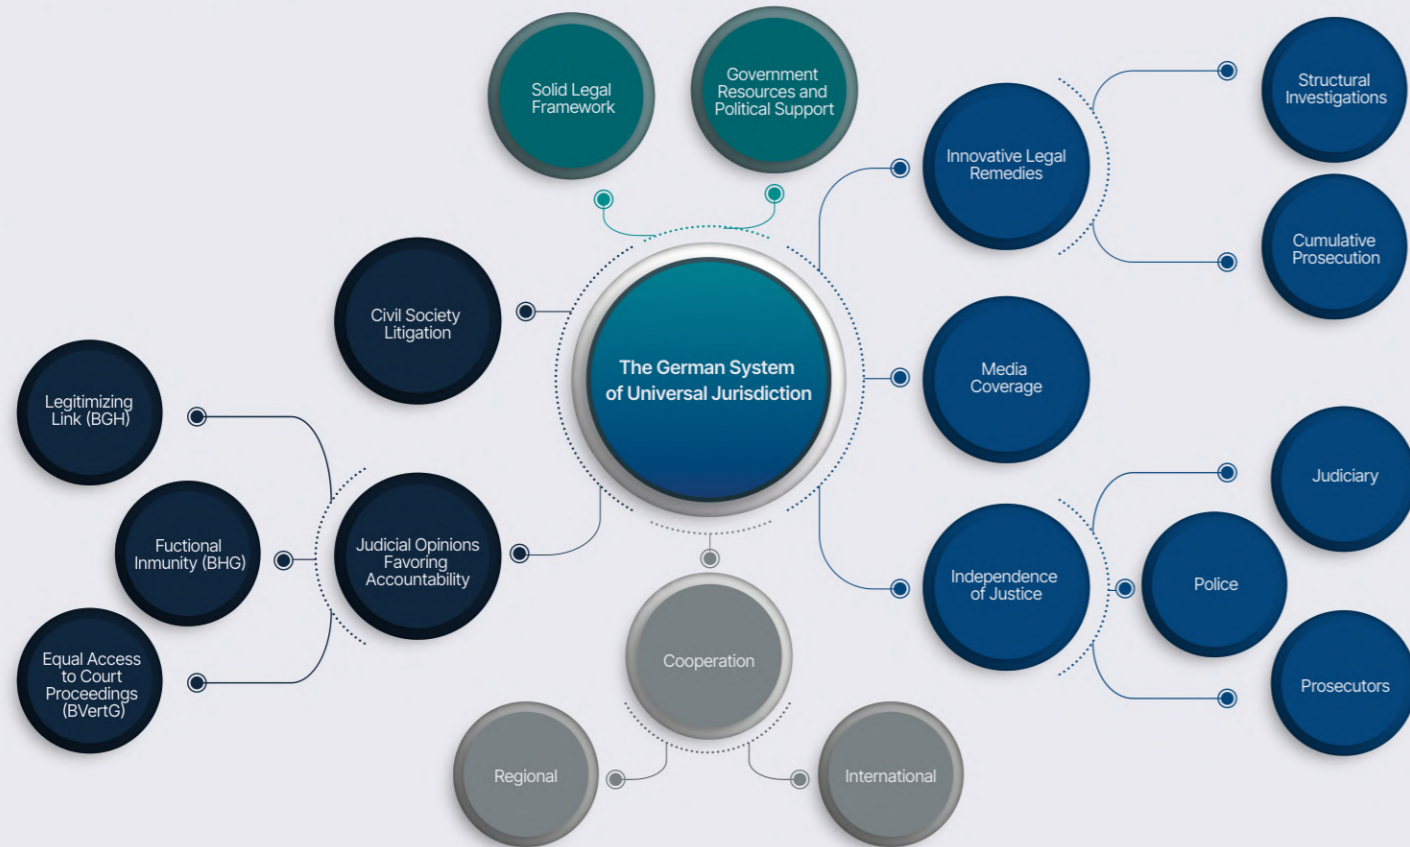 Solid Legal
Framework
Government
Resources and
Political Support
Innovative Legal
Remedies
Structural
Investigations
Cumulative
Prosecution
Civil Society
Litigation
The German System
of Universal Jurisdiction
Media
Coverage
Legitimizing
Link (BGH)
Fuctional
Inmunity (BHG)
Equal Access
to Court
Proceedings
(BVertG)
Judicial Opinions
Favoring
Accountability
Independence
of Justice
Judiciary
Police
Prosecutors
Cooperation
Regional
International